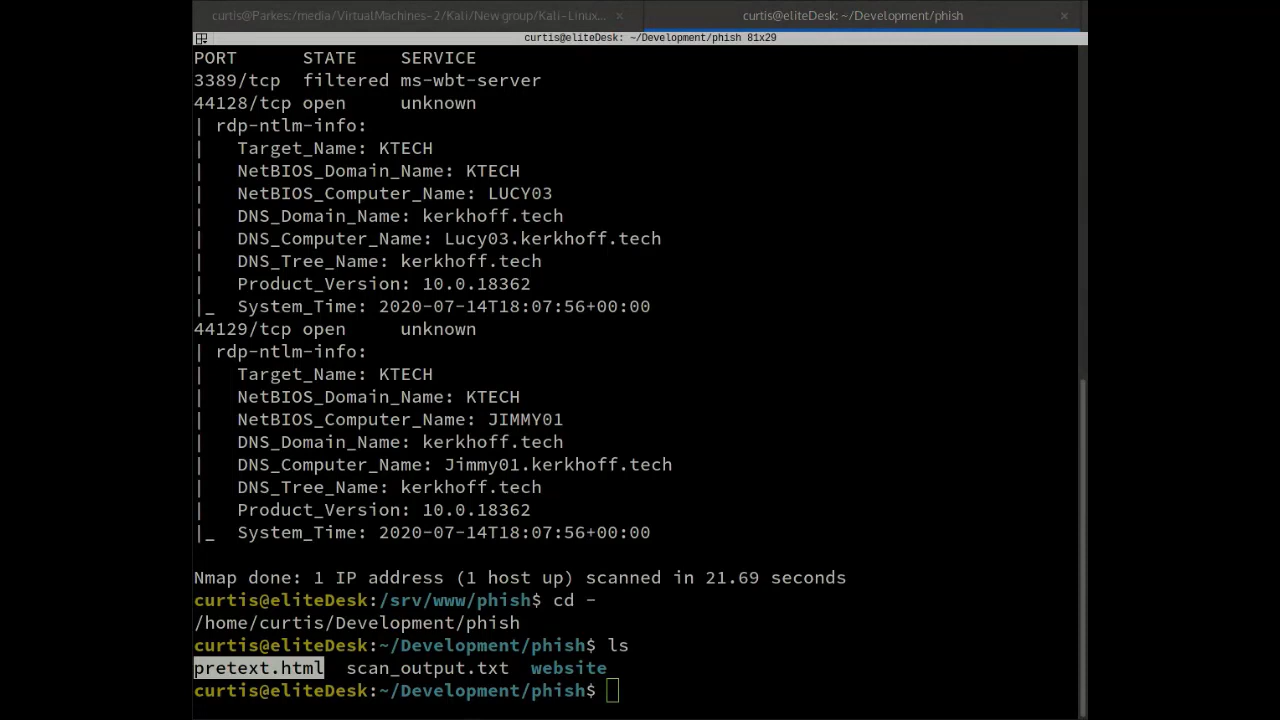 curtis@Parkes:/media/VirtualMachines-2/Kali/New group/Kali-Linux... × curtis@eliteDesk: ~/Development/phish ×
curtis@eliteDesk: ~/Development/phish 81x29
PORT      STATE    SERVICE
3389/tcp  filtered ms-wbt-server
44128/tcp open     unknown
| rdp-ntlm-info:
|   Target_Name: KTECH
|   NetBIOS_Domain_Name: KTECH
|   NetBIOS_Computer_Name: LUCY03
|   DNS_Domain_Name: kerkhoff.tech
|   DNS_Computer_Name: Lucy03.kerkhoff.tech
|   DNS_Tree_Name: kerkhoff.tech
|   Product_Version: 10.0.18362
|_  System_Time: 2020-07-14T18:07:56+00:00
44129/tcp open     unknown
| rdp-ntlm-info:
|   Target_Name: KTECH
|   NetBIOS_Domain_Name: KTECH
|   NetBIOS_Computer_Name: JIMMY01
|   DNS_Domain_Name: kerkhoff.tech
|   DNS_Computer_Name: Jimmy01.kerkhoff.tech
|   DNS_Tree_Name: kerkhoff.tech
|   Product_Version: 10.0.18362
|_  System_Time: 2020-07-14T18:07:56+00:00
Nmap done: 1 IP address (1 host up) scanned in 21.69 seconds
curtis@eliteDesk:/srv/www/phish$ cd -
/home/curtis/Development/phish
curtis@eliteDesk:~/Development/phish$ ls
pretext.html  scan_output.txt  website
curtis@eliteDesk:~/Development/phish$